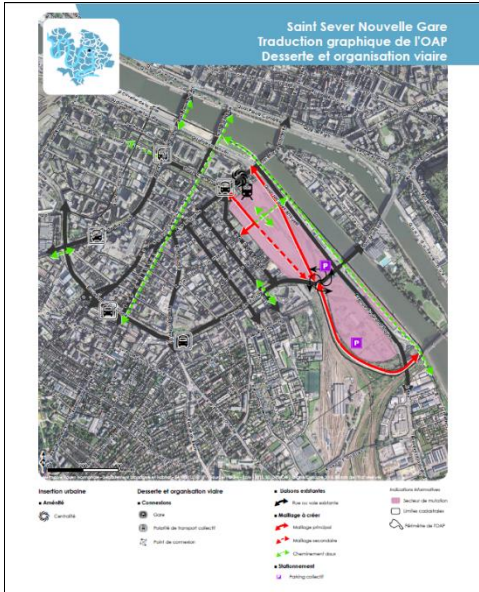 Saint Sever Nouvelle Gare
Traduction graphique de l'OAP
Desserte et organisation viaire
P
P
Insertion urbaine
■ Aménité
Centralité
Desserte et organisation viaire
■ Connexions
Gare
Polarité de transport collectif
Point de connexion
■ Liaisons existantes
Rue ou voie existante
■ Maillage à créer
Maillage principal
Maillage secondaire
Cheminement doux
■ Stationnement
P Parking collectif
Indications informatives
Secteur de mutation
Limites cadastrales
Périmètre de l'OAP